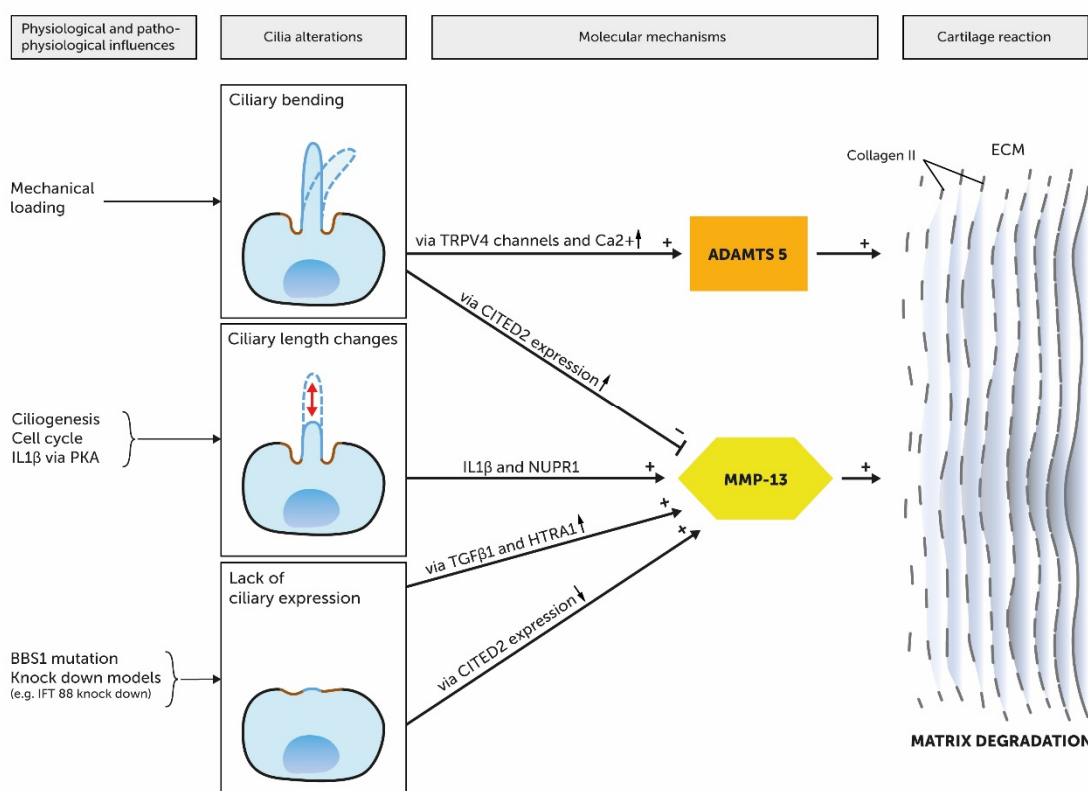 Physiological and patho-
physiological influences
Cilia alterations
Molecular mechanisms
Cartilage reaction
Ciliary bending
Mechanical
loading
via TRPV4 channels and Ca2+
+
ADAMTS 5
+
Collagen II
ECM
via CITED2 expression
−
Ciliary length changes
Ciliogenesis
Cell cycle
IL1β via PKA
IL1β and NUPR1
+
MMP-13
+
via TGFβ1 and HTRA1
+
Lack of
ciliary expression
via CITED2 expression
+
BBS1 mutation
Knock down models
(e.g. IFT 88 knock down)
MATRIX DEGRADATION